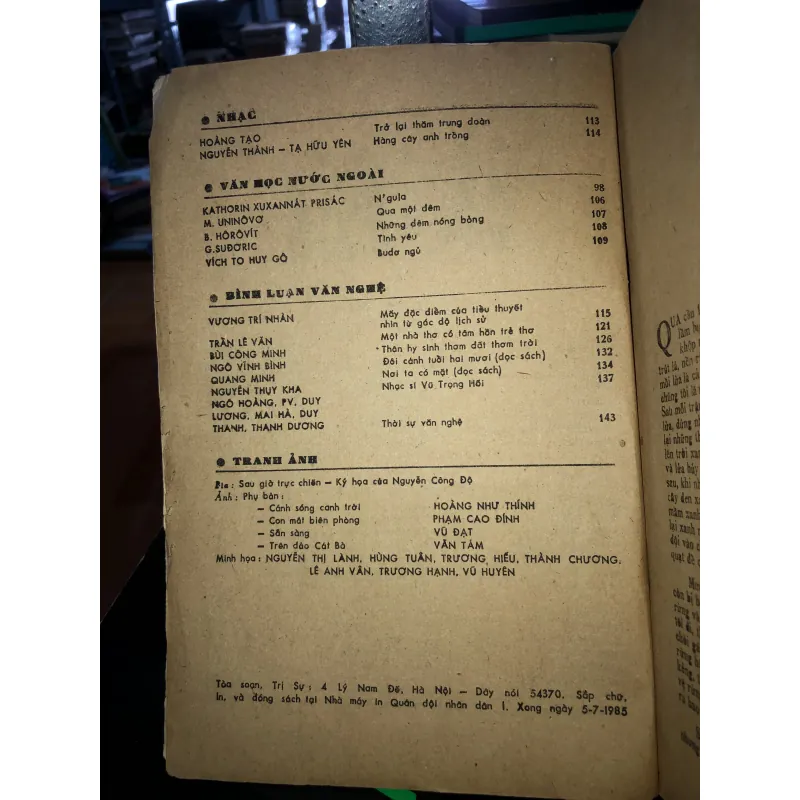 NHẠC
HOÀNG TẠO Trở lại thăm trung đoàn 113
NGUYỄN THÀNH – TẠ HỮU YÊN Hàng cây anh trồng 114
VĂN HỌC NƯỚC NGOÀI
KATHORIN XUXANNÁT PRISÁC N'gula 98
M. UNINÔVƠ Qua một đêm 106
B. HÔRÔVÍT Những đêm nóng bỏng 107
G.SUĐƠRIC Tình yêu 108
VÍCH TO HUY GÔ Budơ ngủ 109
BÌNH LUẬN VĂN NGHỆ
VƯƠNG TRÍ NHÀN Mấy đặc điểm của tiểu thuyết
nhìn từ góc độ lịch sử 115
TRẦN LÊ VĂN Một nhà thơ có tâm hồn trẻ thơ 121
BÙI CÔNG MINH Thân hy sinh thơm đất thơm trời 126
NGÔ VĨNH BÌNH Đôi cánh tuổi hai mươi (đọc sách) 132
QUANG MINH Nơi ta có mặt (đọc sách) 134
NGUYỄN THỤY KHA Nhạc sĩ Vũ Trọng Hối 137
NGÔ HOÀNG, PV, DUY
LƯƠNG, MAI HÀ, DUY
THANH, THANH DƯƠNG Thời sự văn nghệ 143
TRANH ẢNH
Bìa : Sau giờ trực chiến – Ký họa của Nguyễn Công Độ
Ảnh : Phụ bản :
– Cánh sóng canh trời HOÀNG NHƯ THÍNH
– Con mắt biên phòng PHẠM CAO ĐÍNH
– Sẵn sàng VŨ ĐẠT
– Trên đảo Cát Bà VĂN TÁM
Minh họa : NGUYỄN THỊ LÀNH, HÙNG TUẤN, TRƯƠNG HIẾU, THÀNH CHƯƠNG,
LÊ ANH VÂN, TRƯƠNG HẠNH, VŨ HUYÊN
Tòa soạn, Trị Sự : 4 Lý Nam Đế, Hà Nội – Dây nói 54370. Sắp chữ,
In, và đóng sách tại Nhà máy in Quân đội nhân dân I. Xong ngày 5-7-1985